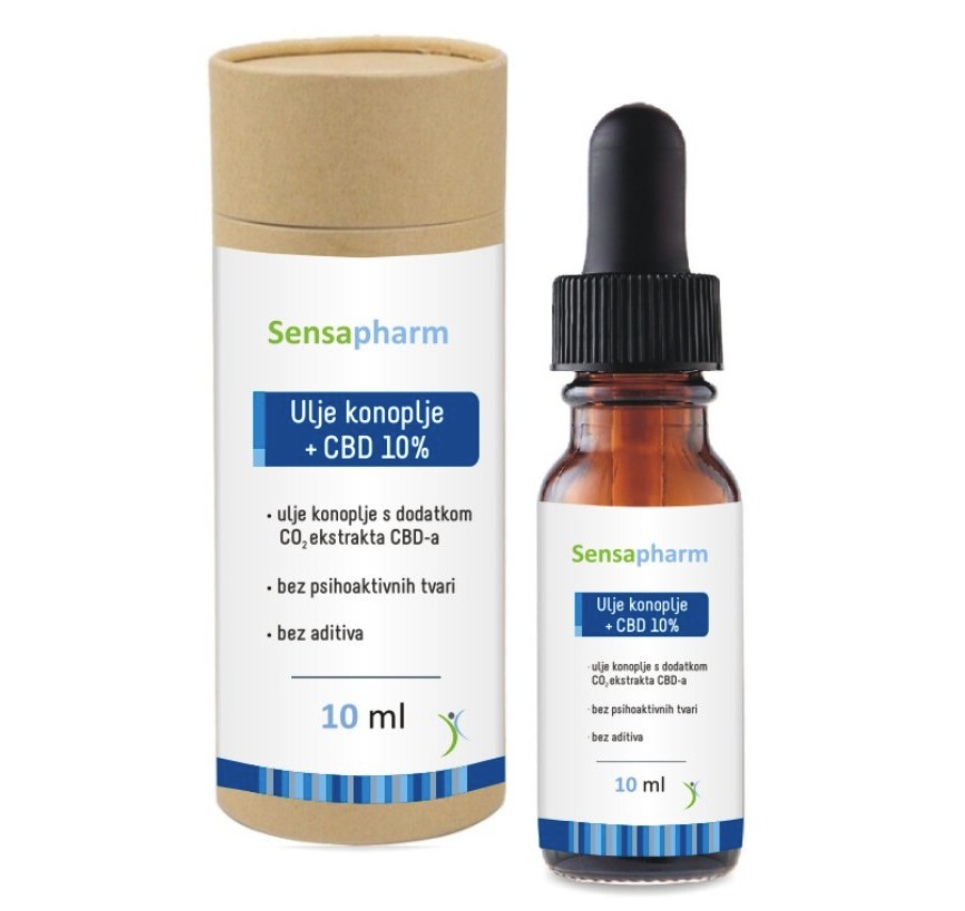 Sensapharm
Ulje konoplje
+ CBD 10%
• ulje konoplje s dodatkom
CO₂ ekstrakta CBD-a
• bez psihoaktivnih tvari
• bez aditiva
10 ml
Sensapharm
Ulje konoplje
+ CBD 10%
· ulje konoplje s dodatkom
CO₂ ekstrakta CBD-a
· bez psihoaktivnih tvari
· bez aditiva
10 ml